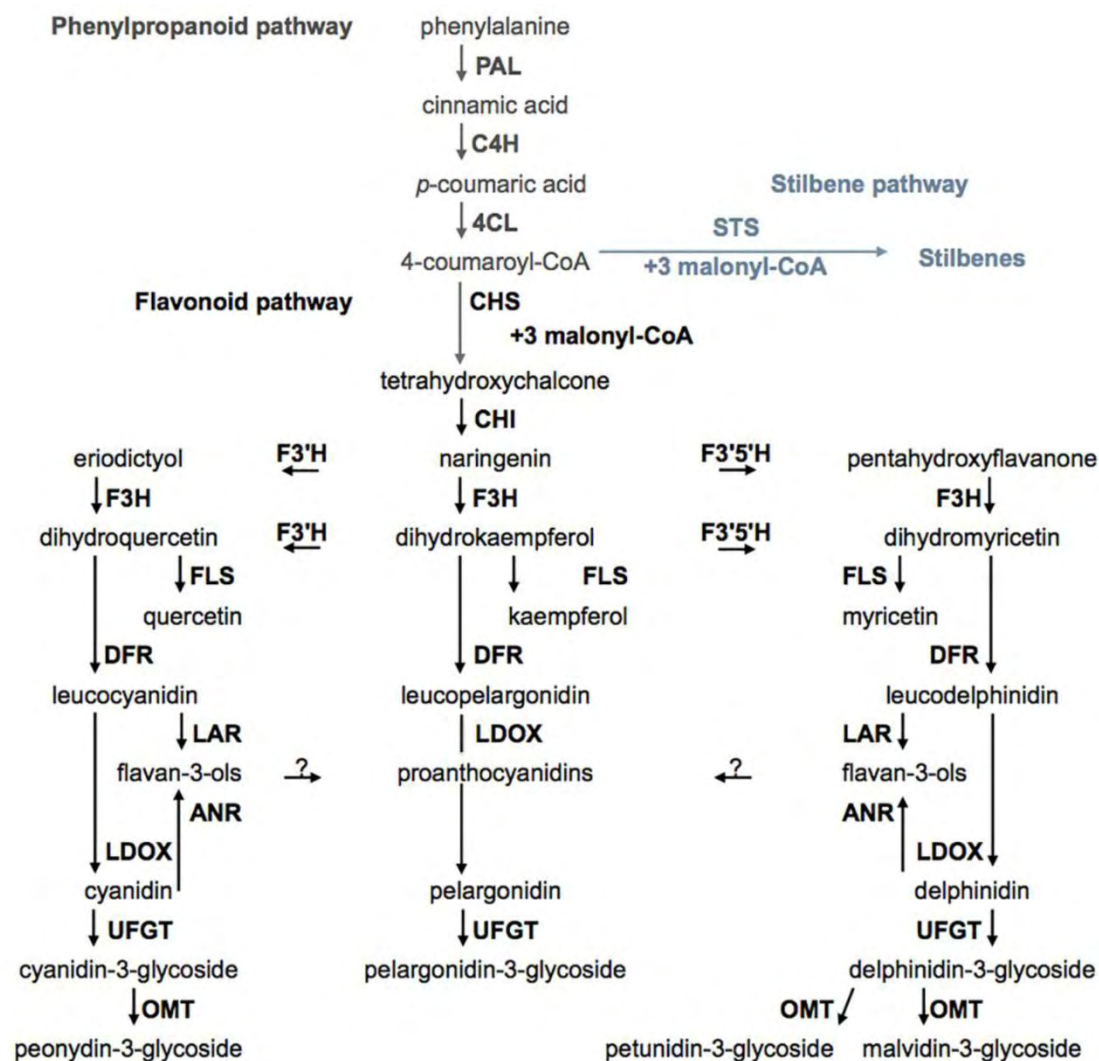 Phenylpropanoid pathway phenylalanine
PAL
cinnamic acid
C4H
p-coumaric acid Stilbene pathway
4CL STS
4-coumaroyl-CoA +3 malonyl-CoA Stilbenes
Flavonoid pathway CHS
+3 malonyl-CoA
tetrahydroxychalcone
CHI
eriodictyol F3'H naringenin F3'5'H pentahydroxyflavanone
F3H F3H F3H
dihydroquercetin F3'H dihydrokaempferol F3'5'H dihydromyricetin
FLS FLS FLS
quercetin kaempferol myricetin
DFR DFR DFR
leucocyanidin leucopelargonidin leucodelphinidin
LAR LDOX LAR
flavan-3-ols ? proanthocyanidins ? flavan-3-ols
ANR ANR
LDOX LDOX
cyanidin pelargonidin delphinidin
UFGT UFGT UFGT
cyanidin-3-glycoside pelargonidin-3-glycoside delphinidin-3-glycoside
OMT OMT OMT
peonydin-3-glycoside petunidin-3-glycoside malvidin-3-glycoside